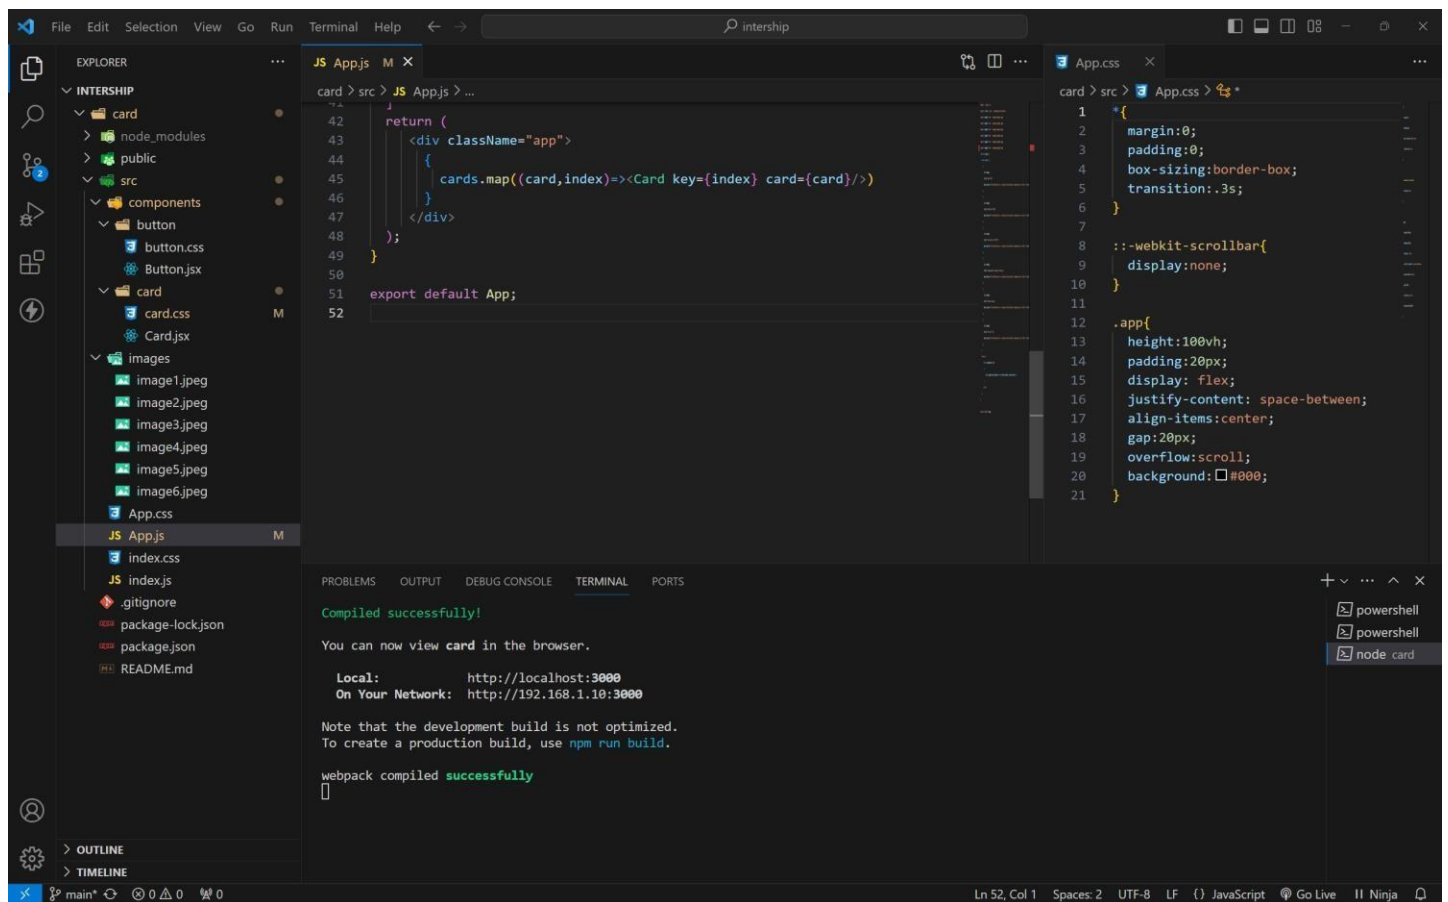 File Edit Selection View Go Run Terminal Help intership
EXPLORER
INTERSHIP
card
node_modules
public
src
components
button
button.css
Button.jsx
card
card.css M
Card.jsx
images
image1.jpeg
image2.jpeg
image3.jpeg
image4.jpeg
image5.jpeg
image6.jpeg
App.css
JS App.js M
index.css
JS index.js
.gitignore
package-lock.json
package.json
README.md
OUTLINE
TIMELINE
2
JS App.js M
card > src > JS App.js > ...
41 ]
42 return (
43 <div className="app">
44 {
45 cards.map((card,index)=><Card key={index} card={card}/>)
46 }
47 </div>
48 );
49 }
50
51 export default App;
52
App.css
card > src > App.css > *
1 *{
2 margin:0;
3 padding:0;
4 box-sizing:border-box;
5 transition:.3s;
6 }
7
8 ::-webkit-scrollbar{
9 display:none;
10 }
11
12 .app{
13 height:100vh;
14 padding:20px;
15 display: flex;
16 justify-content: space-between;
17 align-items:center;
18 gap:20px;
19 overflow:scroll;
20 background:#000;
21 }
PROBLEMS OUTPUT DEBUG CONSOLE TERMINAL PORTS
Compiled successfully!
You can now view card in the browser.
Local: http://localhost:3000
On Your Network: http://192.168.1.10:3000
Note that the development build is not optimized.
To create a production build, use npm run build.
webpack compiled successfully
powershell
powershell
node card
main* 0 0 0 Ln 52, Col 1 Spaces: 2 UTF-8 LF {} JavaScript Go Live Ninja